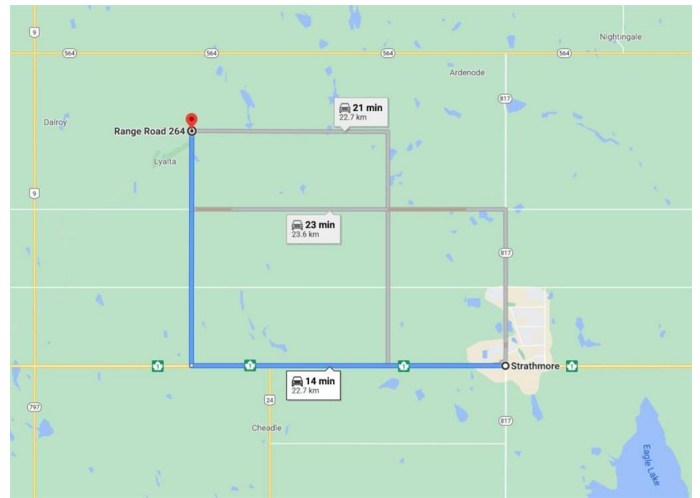 Nightingale
9
564
564
564
564
Ardenode
817
21 min
22.7 km
Dalroy
Range Road 264
Lyalta
9
23 min
23.6 km
817
1
1
1
Strathmore
1
14 min
22.7 km
24
797
Cheadle
817
Eagle Lake